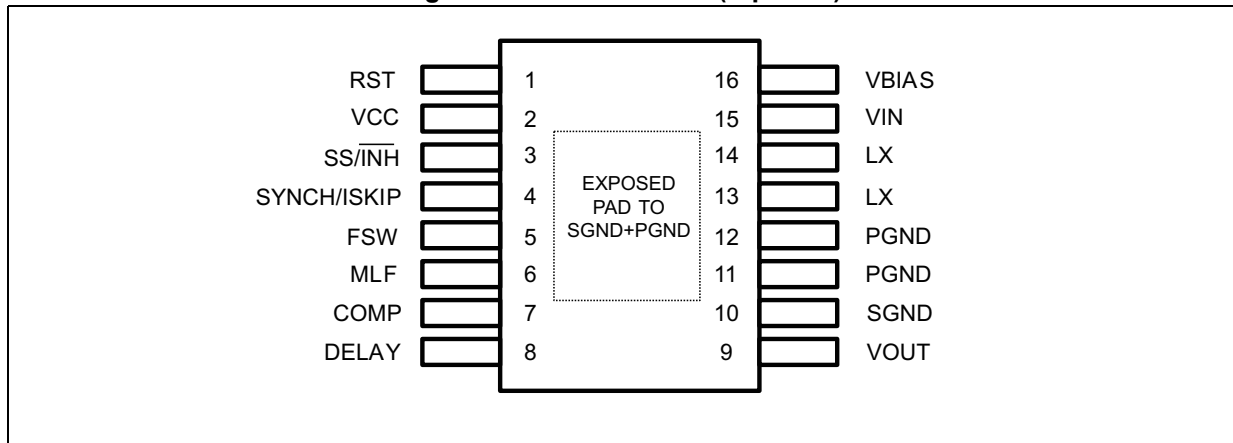 RST 1 16 VBIAS
VCC 2 15 VIN
SS/INH 3 14 LX
SYNCH/ISKIP 4 13 LX
EXPOSED
PAD TO
SGND+PGND
FSW 5 12 PGND
MLF 6 11 PGND
COMP 7 10 SGND
DELAY 8 9 VOUT